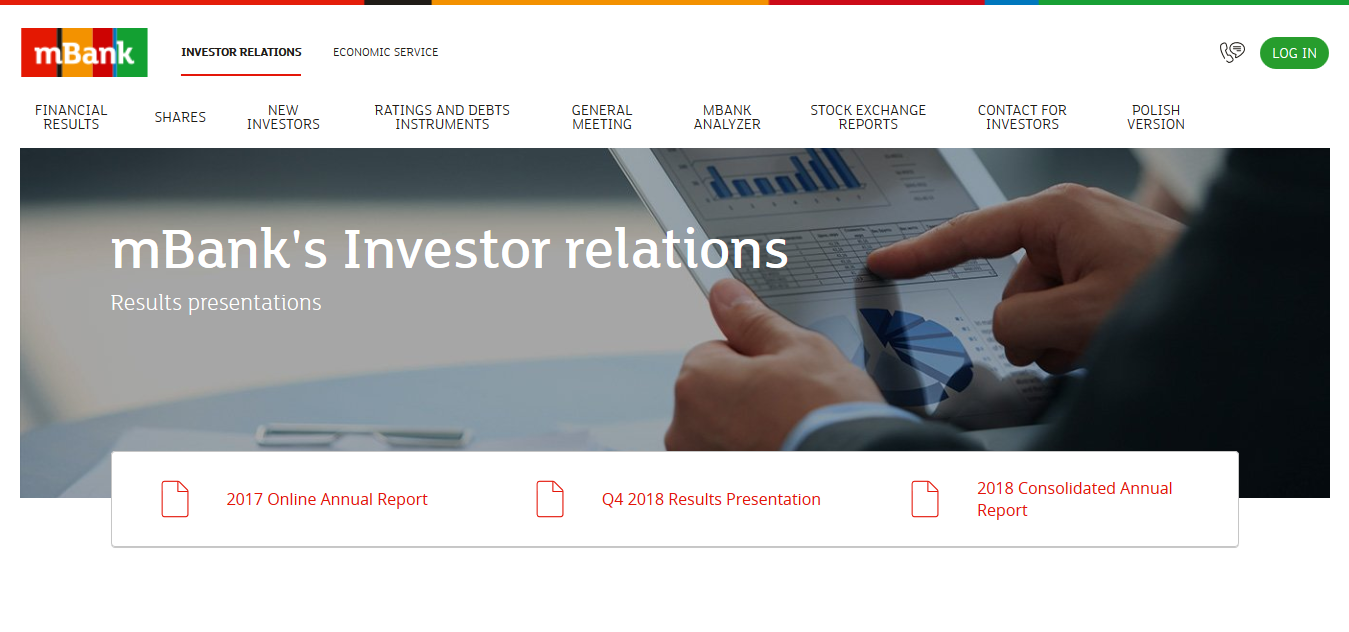 mBank
INVESTOR RELATIONS
ECONOMIC SERVICE
LOG IN
FINANCIAL
RESULTS
SHARES
NEW
INVESTORS
RATINGS AND DEBTS
INSTRUMENTS
GENERAL
MEETING
MBANK
ANALYZER
STOCK EXCHANGE
REPORTS
CONTACT FOR
INVESTORS
POLISH
VERSION
mBank's Investor relations
Results presentations
2017 Online Annual Report
Q4 2018 Results Presentation
2018 Consolidated Annual
Report